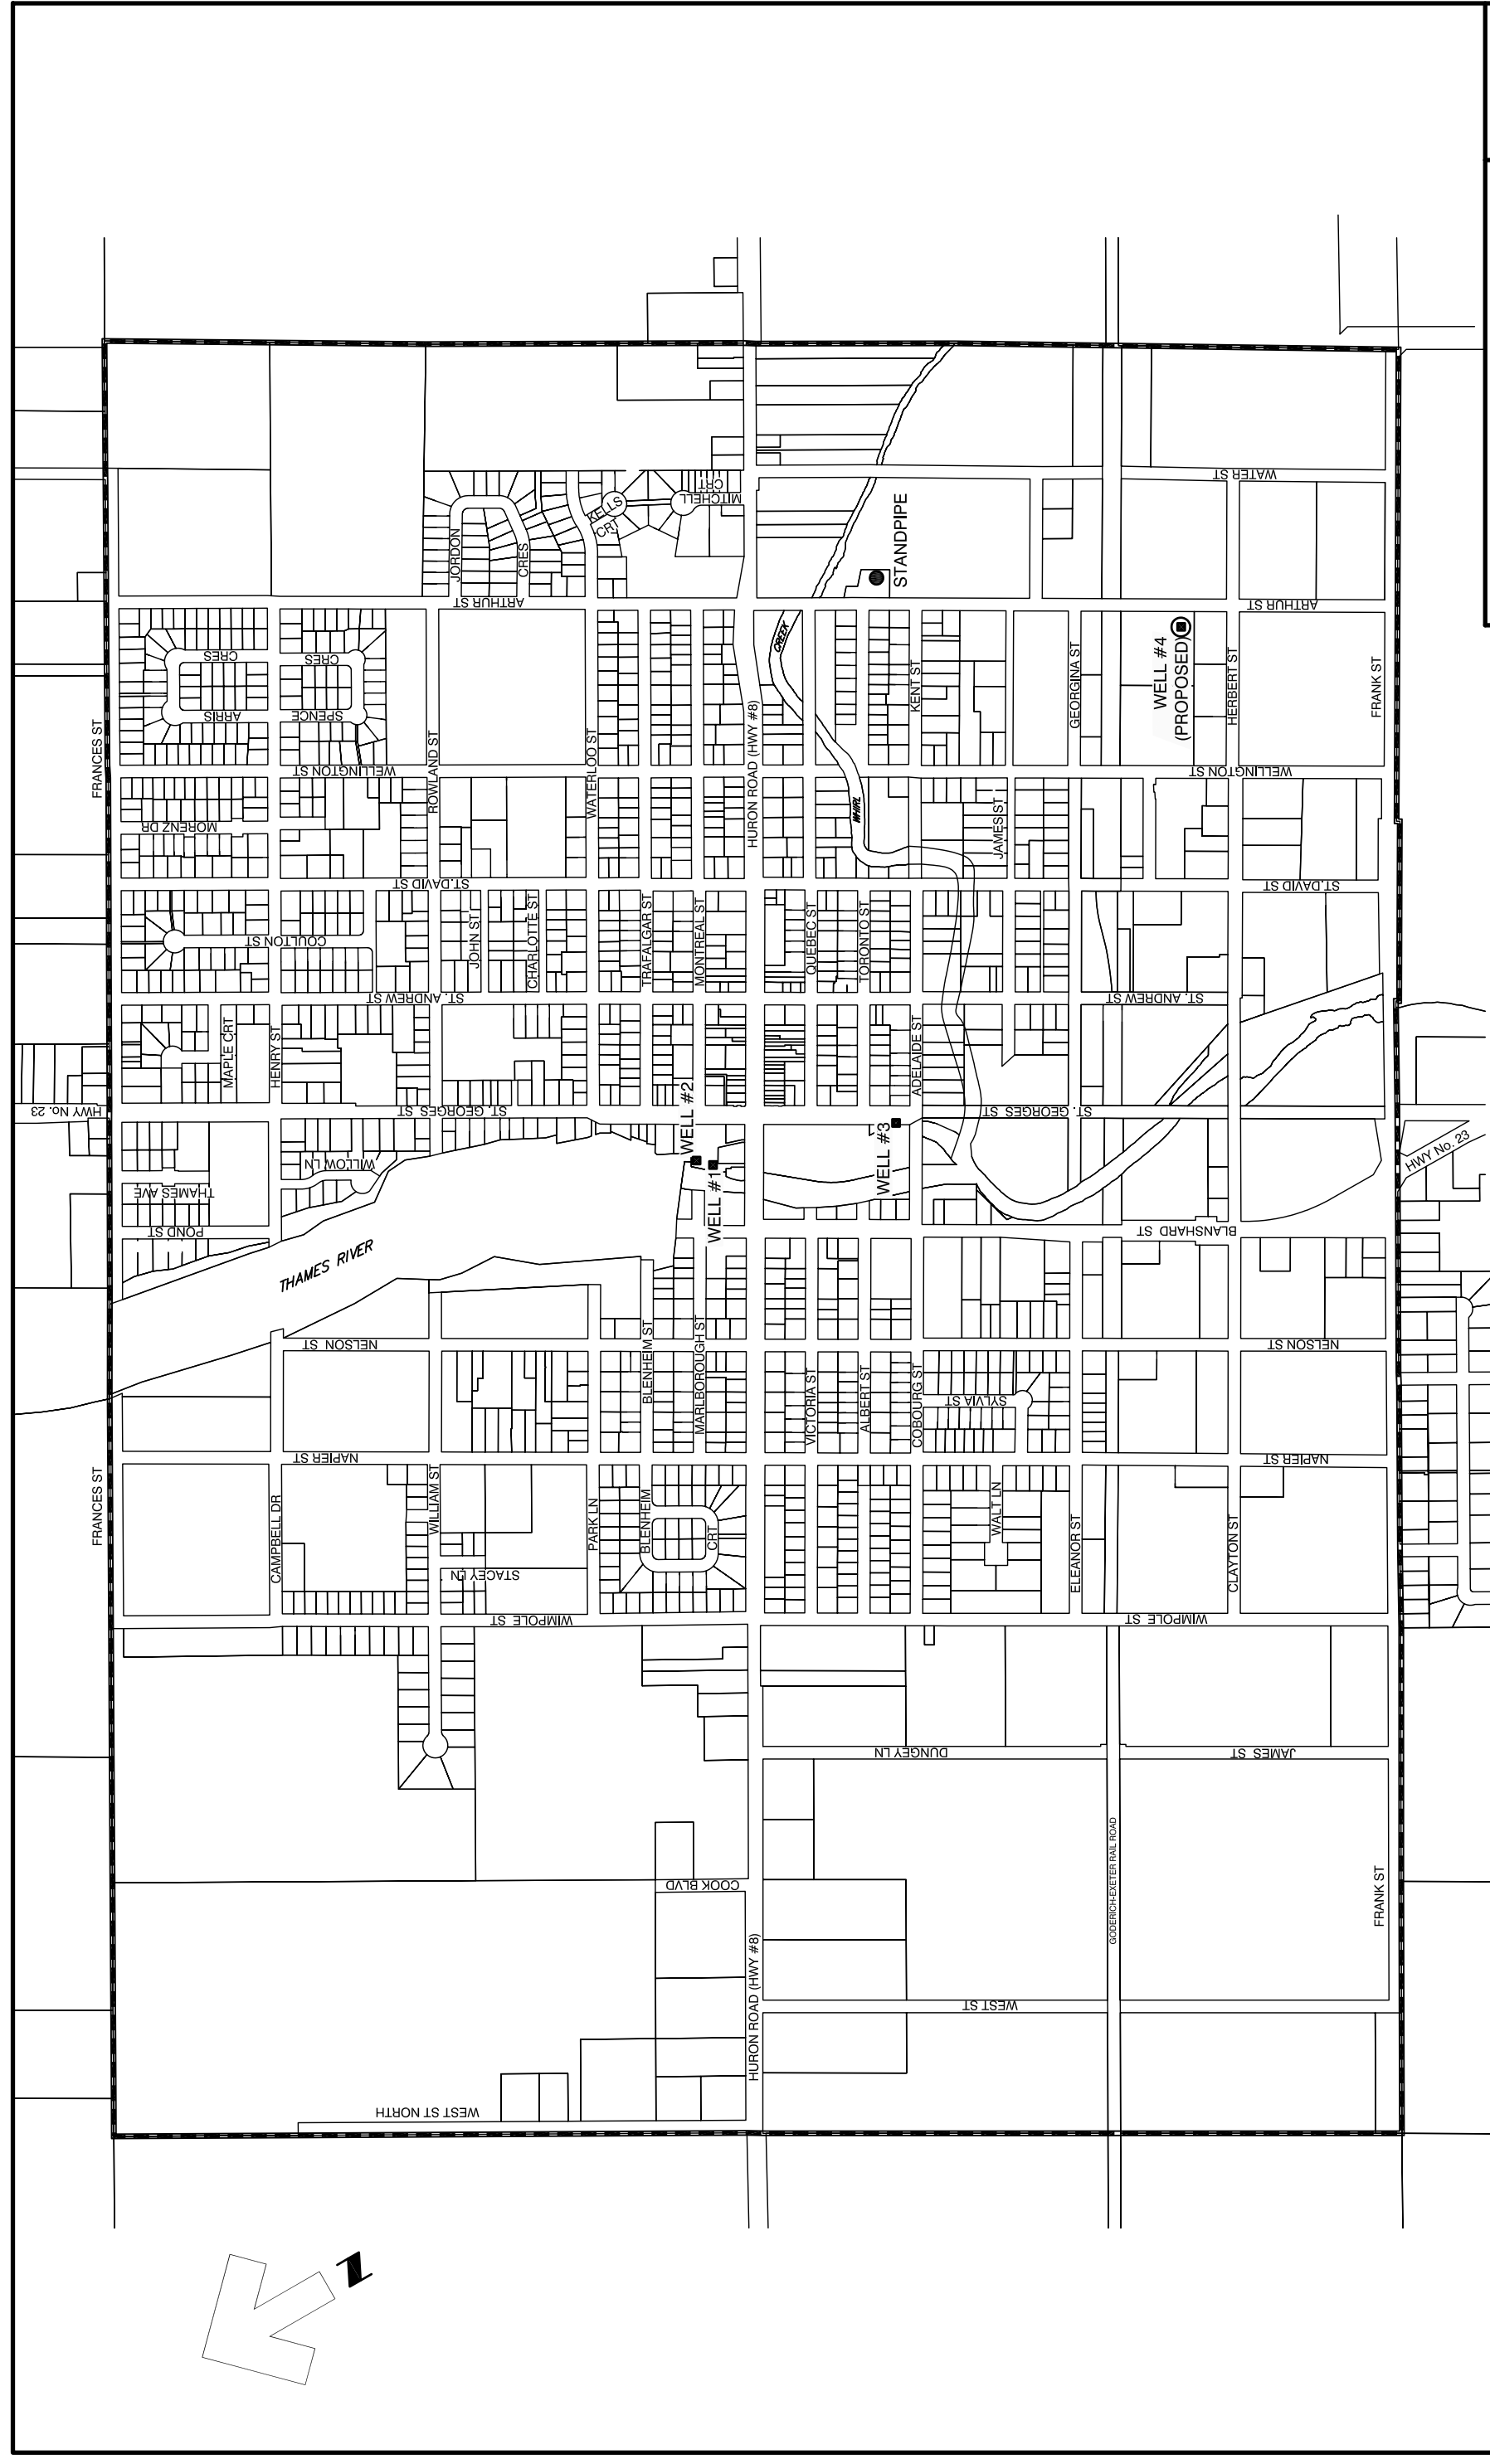 WATER ST
MITCHELL
CRT
KELLS
CRT
JORDON
CRES
STANDPIPE
ARTHUR ST
ARTHUR ST
CRES
CRES
ARRIS
SPENCE
CREEK
KENT ST
GEORGINA ST
WELL #4
(PROPOSED)
HERBERT ST
FRANK ST
FRANCES ST
WELLINGTON ST
ROWLAND ST
WATERLOO ST
HURON ROAD (HWY #8)
WELLINGTON ST
MORENZ DR
WHIRL
JAMES ST
ST.DAVID ST
ST.DAVID ST
COULTON ST
JOHN ST
CHARLOTTE ST
TRAFALGAR ST
MONTREAL ST
QUEBEC ST
TORONTO ST
ST. ANDREW ST
ST. ANDREW ST
MAPLE CRT
HENRY ST
ADELAIDE ST
HWY No. 23
ST. GEORGES ST
ST. GEORGES ST
WELL #2
WELL #1
WELL #3
HWY No. 23
WILLOW LN
THAMES AVE
POND ST
BLANSHARD ST
THAMES RIVER
NELSON ST
NELSON ST
BLENHEIM ST
MARLBOROUGH ST
VICTORIA ST
ALBERT ST
COBOURG ST
SYLVIA ST
NAPIER ST
NAPIER ST
FRANCES ST
CAMPBELL DR
WILLIAM ST
PARK LN
BLENHEIM
CRT
WALT LN
ELEANOR ST
CLAYTON ST
STACEY LN
WIMPOLE ST
WIMPOLE ST
DUNGEY LN
JAMES ST
GODERICH-EXETER RAIL ROAD
COOK BLVD
FRANK ST
HURON ROAD (HWY #8)
WEST ST
WEST ST NORTH
N